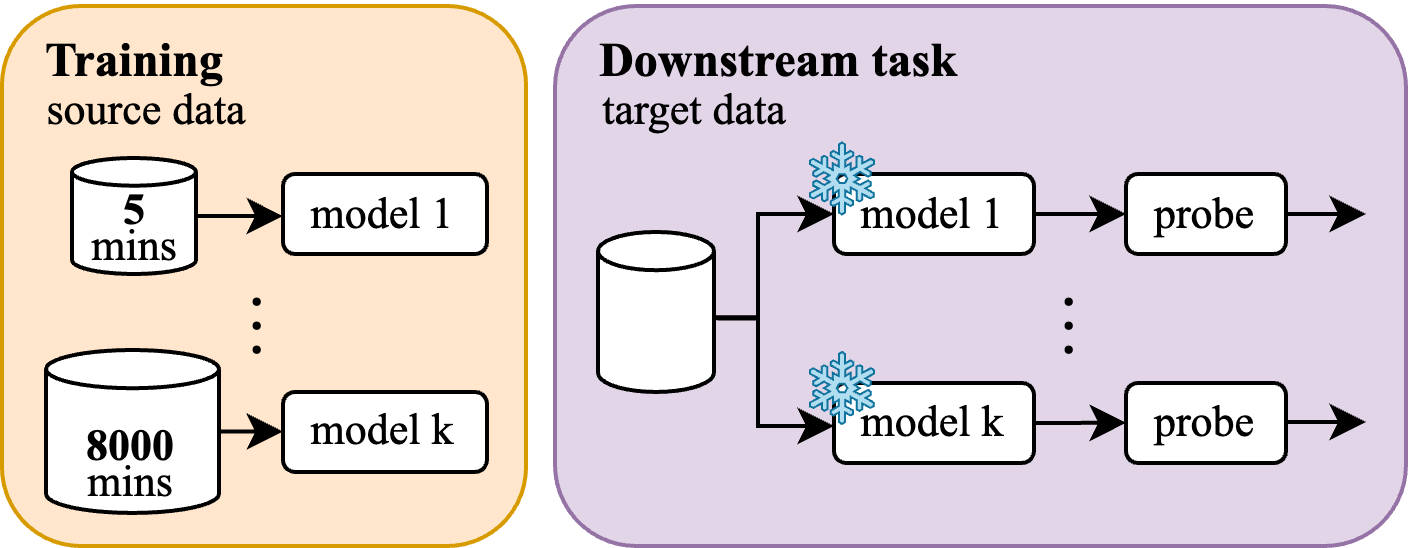 Training
source data
5
mins
model 1
8000
mins
model k
Downstream task
target data
model 1
probe
model k
probe